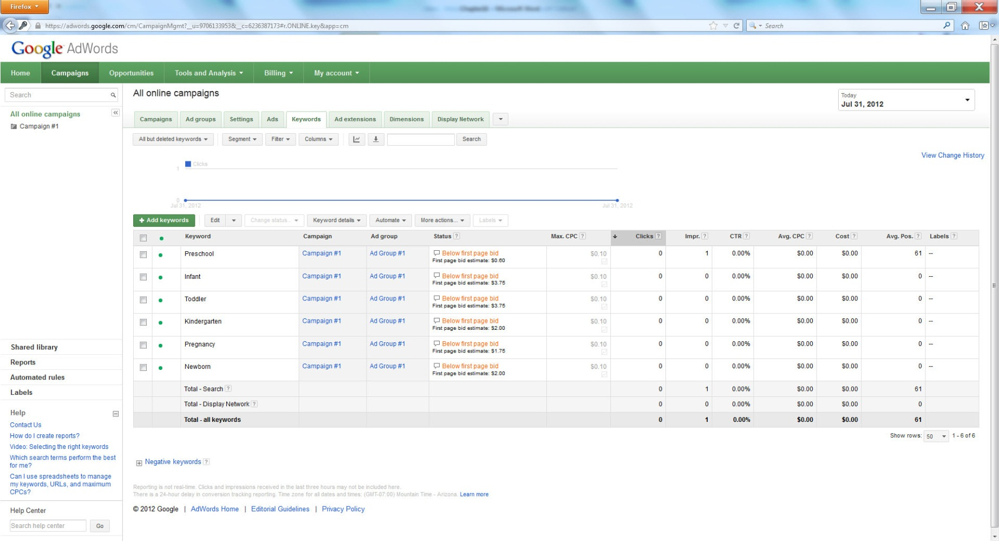 Firefox
https://adwords.google.com/cm/CampaignMgmt?__u=9706133953&__c=6236387173#r.ONLINE.key&app=cm
Search
Google AdWords
Home
Campaigns
Opportunities
Tools and Analysis
Billing
My account
Search
All online campaigns
Campaign #1
All online campaigns
Today
Jul 31, 2012
Campaigns
Ad groups
Settings
Ads
Keywords
Ad extensions
Dimensions
Display Network
All but deleted keywords
Segment
Filter
Columns
Search
View Change History
Clicks
1
0
Jul 31, 2012
Jul 31, 2012
+ Add keywords
Edit
Change status...
Keyword details
Automate
More actions...
Labels
Keyword Campaign Ad group Status ? Max. CPC ? Clicks ? Impr. ? CTR ? Avg. CPC ? Cost ? Avg. Pos. ? Labels ?
Preschool Campaign #1 Ad Group #1 Below first page bid $0.10 0 1 0.00% $0.00 $0.00 61 --
First page bid estimate: $0.60
Infant Campaign #1 Ad Group #1 Below first page bid $0.10 0 0 0.00% $0.00 $0.00 0 --
First page bid estimate: $3.75
Toddler Campaign #1 Ad Group #1 Below first page bid $0.10 0 0 0.00% $0.00 $0.00 0 --
First page bid estimate: $3.75
Kindergarten Campaign #1 Ad Group #1 Below first page bid $0.10 0 0 0.00% $0.00 $0.00 0 --
First page bid estimate: $2.00
Pregnancy Campaign #1 Ad Group #1 Below first page bid $0.10 0 0 0.00% $0.00 $0.00 0 --
First page bid estimate: $1.75
Newborn Campaign #1 Ad Group #1 Below first page bid $0.10 0 0 0.00% $0.00 $0.00 0 --
First page bid estimate: $2.00
Total - Search ? 0 1 0.00% $0.00 $0.00 61
Total - Display Network ? 0 0 0.00% $0.00 $0.00 0
Total - all keywords 0 1 0.00% $0.00 $0.00 61
Show rows: 50 1 - 6 of 6
Negative keywords ?
Reporting is not real-time. Clicks and impressions received in the last three hours may not be included here.
There is a 24-hour delay in conversion tracking reporting. Time zone for all dates and times: (GMT-07:00) Mountain Time - Arizona. Learn more
© 2012 Google | AdWords Home | Editorial Guidelines | Privacy Policy
Shared library
Reports
Automated rules
Labels
Help
Contact Us
How do I create reports?
Video: Selecting the right keywords
Which search terms perform the best
for me?
Can I use spreadsheets to manage
my keywords, URLs, and maximum
CPCs?
Help Center
Search help center
Go